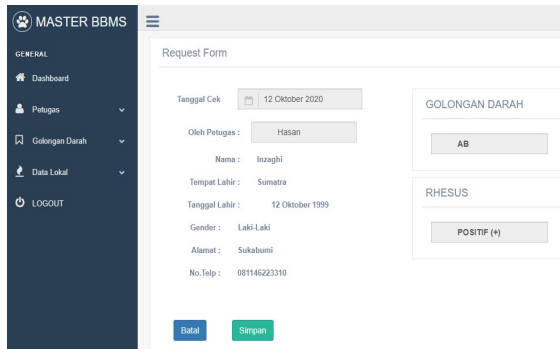 MASTER BBMS
GENERAL
Dashboard
Petugas
Golongan Darah
Data Lokal
LOGOUT
Request Form
Tanggal Cek 12 Oktober 2020
Oleh Petugas : Hasan
Nama : Inzaghi
Tempat Lahir : Sumatra
Tanggal Lahir : 12 Oktober 1999
Gender : Laki-Laki
Alamat : Sukabumi
No.Telp : 081146223310
Batal Simpan
GOLONGAN DARAH
AB
RHESUS
POSITIF (+)